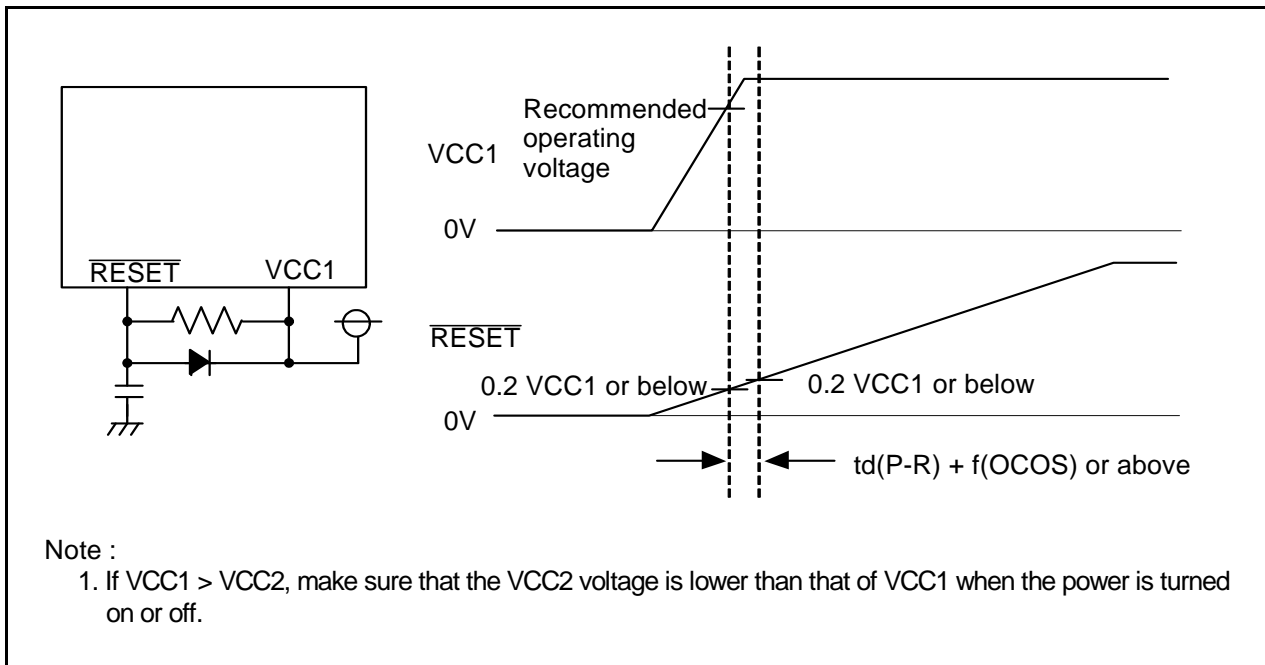 Recommended
operating
voltage
VCC1
0V
RESET VCC1
RESET
0.2 VCC1 or below
0.2 VCC1 or below
0V
td(P-R) + f(OCOS) or above
Note :
1. If VCC1 > VCC2, make sure that the VCC2 voltage is lower than that of VCC1 when the power is turned
on or off.